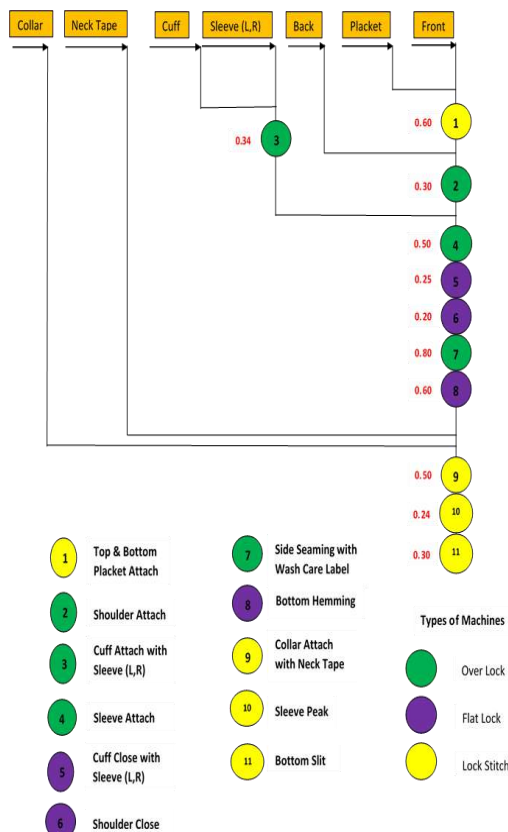 Collar Neck Tape Cuff Sleeve (L,R) Back Placket Front
0.60 1
0.34 3
0.30 2
0.50 4
0.25 5
0.20 6
0.80 7
0.60 8
0.50 9
0.24 10
0.30 11
1 Top & Bottom
Placket Attach
2 Shoulder Attach
3 Cuff Attach with
Sleeve (L,R)
4 Sleeve Attach
5 Cuff Close with
Sleeve (L,R)
6 Shoulder Close
7 Side Seaming with
Wash Care Label
8 Bottom Hemming
9 Collar Attach
with Neck Tape
10 Sleeve Peak
11 Bottom Slit
Types of Machines
Over Lock
Flat Lock
Lock Stitch